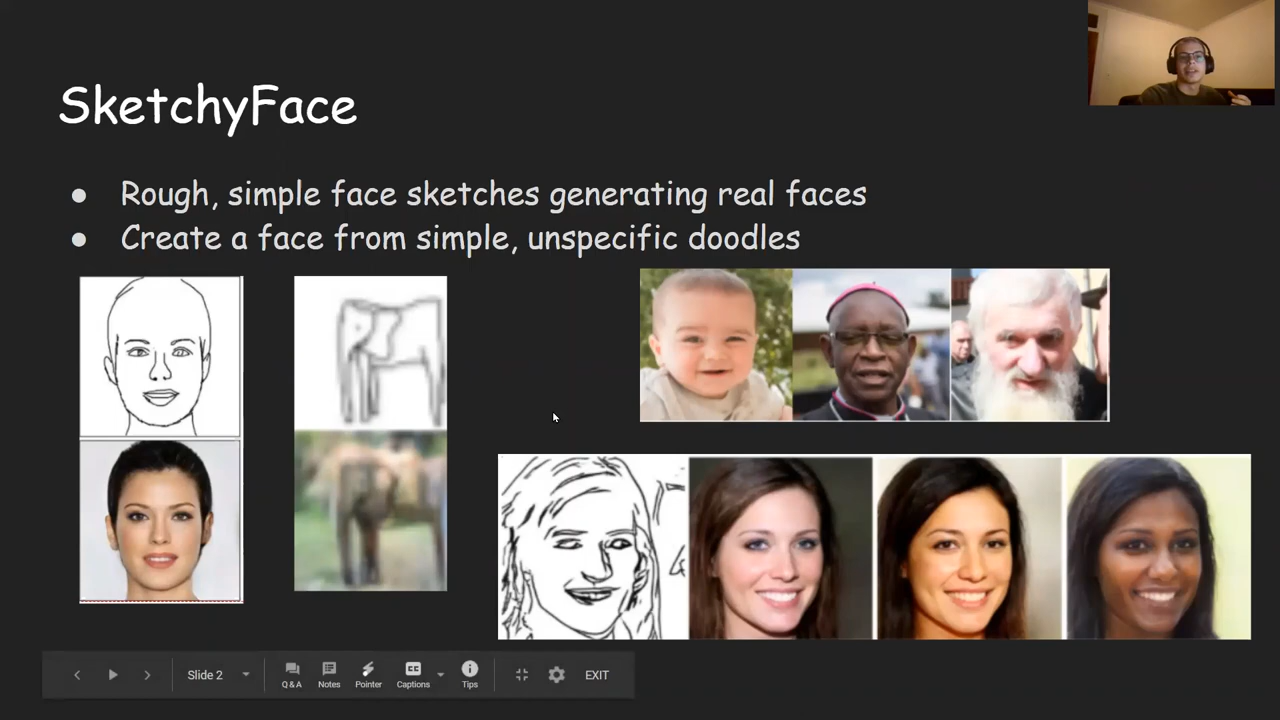 SketchyFace
● Rough, simple face sketches generating real faces
● Create a face from simple, unspecific doodles
Slide 2
Q & A
Notes
Pointer
CC
Captions
Tips
EXIT